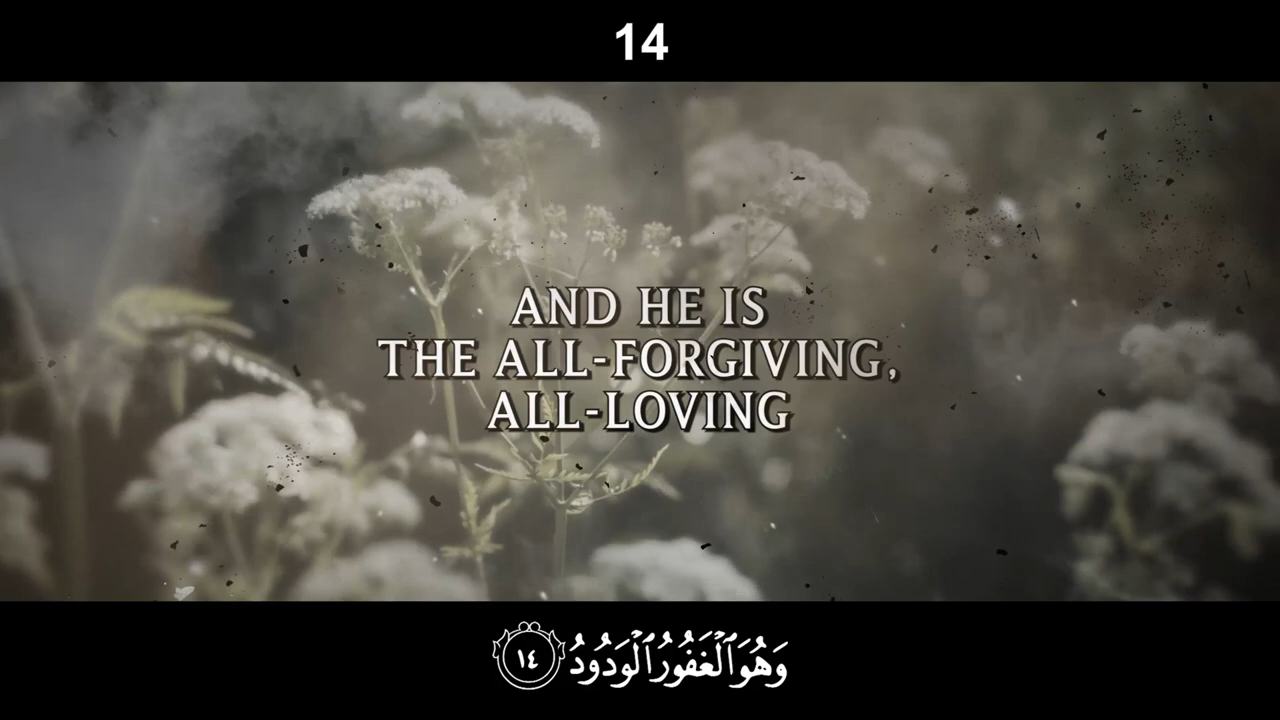 14
AND HE IS
THE ALL-FORGIVING,
ALL-LOVING
وَهُوَ ٱلْغَفُورُ ٱلْوَدُودُ ١٤